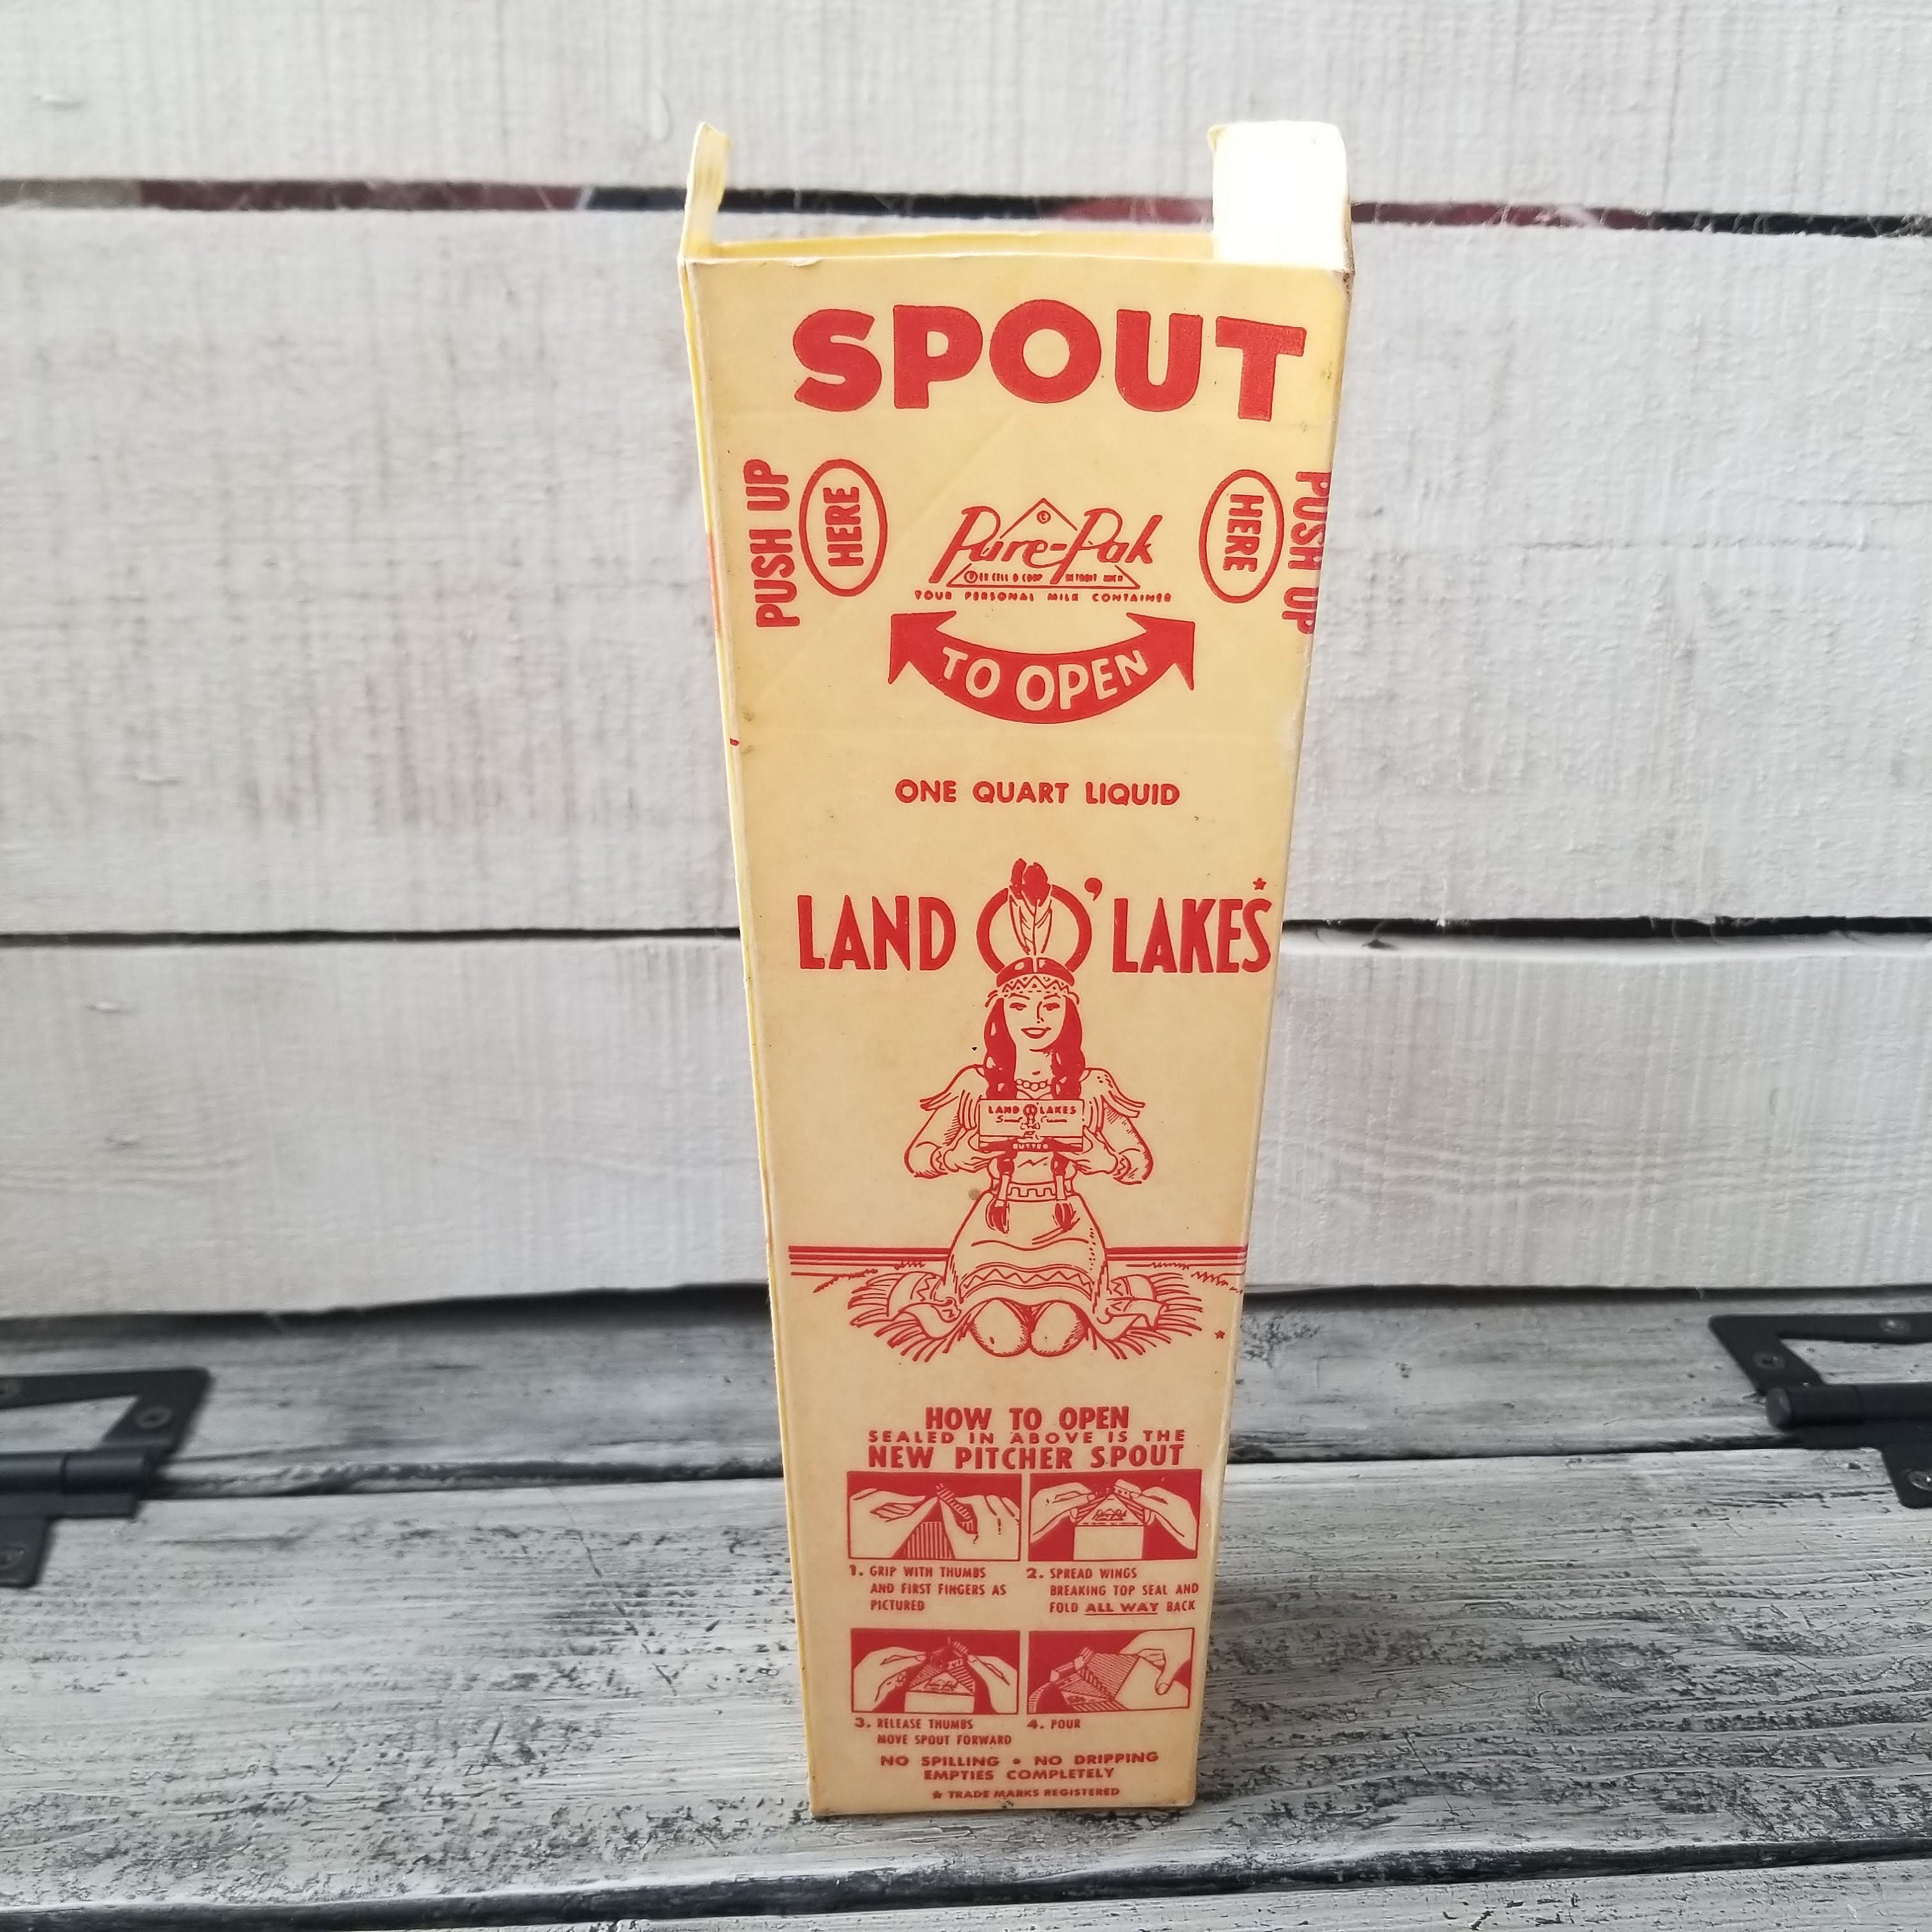 SPOUT
PUSH UP
HERE
Pure-Pak
HERE
PUSH UP
YOUR PERSONAL MILK CONTAINER
TO OPEN
ONE QUART LIQUID
LAND O'LAKES*
LAND O LAKES
Sweet Cream
BUTTER
HOW TO OPEN
SEALED IN ABOVE IS THE
NEW PITCHER SPOUT
1. GRIP WITH THUMBS
AND FIRST FINGERS AS
PICTURED
2. SPREAD WINGS
BREAKING TOP SEAL AND
FOLD ALL WAY BACK
3. RELEASE THUMBS
MOVE SPOUT FORWARD
4. POUR
NO SPILLING • NO DRIPPING
EMPTIES COMPLETELY
* TRADE MARKS REGISTERED